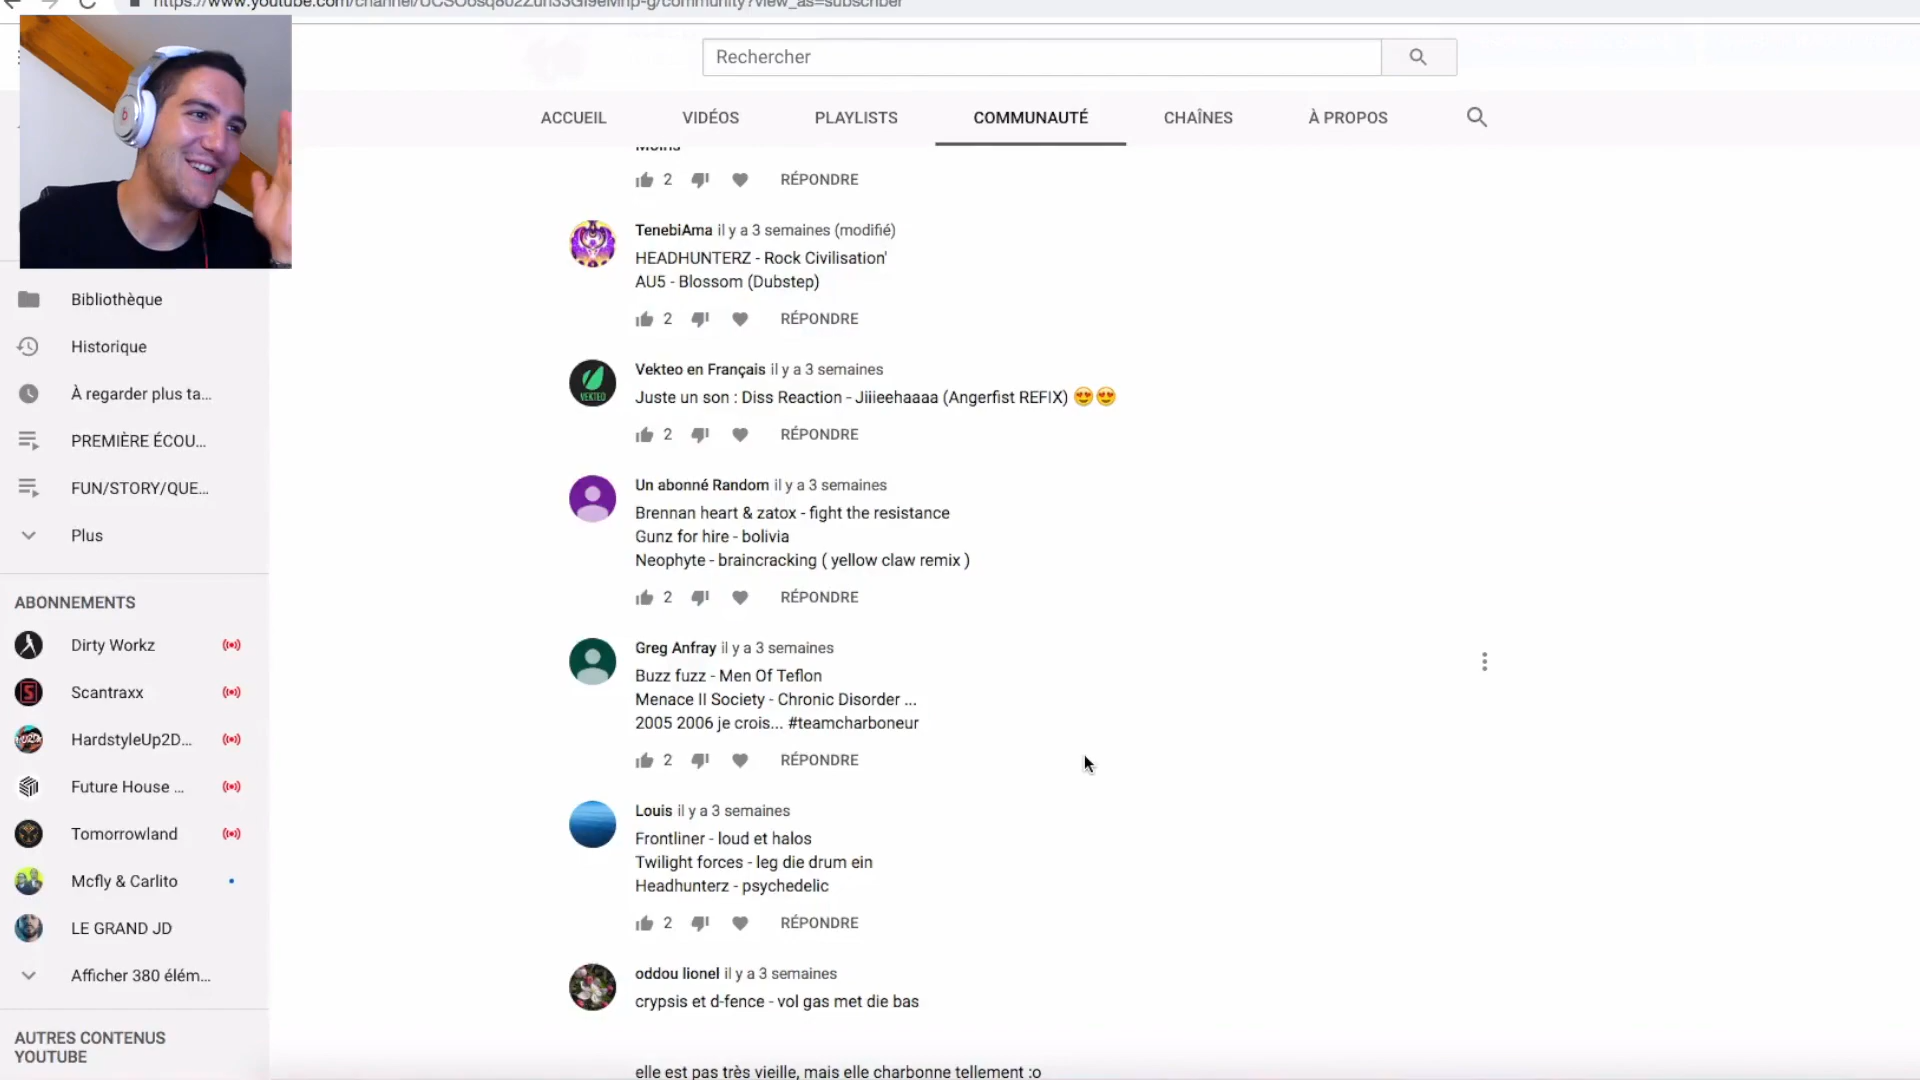 Rechercher
ACCUEIL
VIDÉOS
PLAYLISTS
COMMUNAUTÉ
CHAÎNES
À PROPOS
Bibliothèque
Historique
À regarder plus ta...
PREMIÈRE ÉCOU...
FUN/STORY/QUE...
Plus
ABONNEMENTS
Dirty Workz
Scantraxx
HardstyleUp2D...
Future House ...
Tomorrowland
Mcfly & Carlito
LE GRAND JD
Afficher 380 élém...
AUTRES CONTENUS
YOUTUBE
Moins
2 RÉPONDRE
TenebiAma il y a 3 semaines (modifié)
HEADHUNTERZ - Rock Civilisation'
AU5 - Blossom (Dubstep)
2 RÉPONDRE
VEKTEO
Vekteo en Français il y a 3 semaines
Juste un son : Diss Reaction - Jiiieehaaaa (Angerfist REFIX) 😍😍
2 RÉPONDRE
Un abonné Random il y a 3 semaines
Brennan heart & zatox - fight the resistance
Gunz for hire - bolivia
Neophyte - braincracking ( yellow claw remix )
2 RÉPONDRE
Greg Anfray il y a 3 semaines
Buzz fuzz - Men Of Teflon
Menace II Society - Chronic Disorder ...
2005 2006 je crois... #teamcharboneur
2 RÉPONDRE
Louis il y a 3 semaines
Frontliner - loud et halos
Twilight forces - leg die drum ein
Headhunterz - psychedelic
2 RÉPONDRE
oddou lionel il y a 3 semaines
crypsis et d-fence - vol gas met die bas
elle est pas très vieille, mais elle charbonne tellement :o